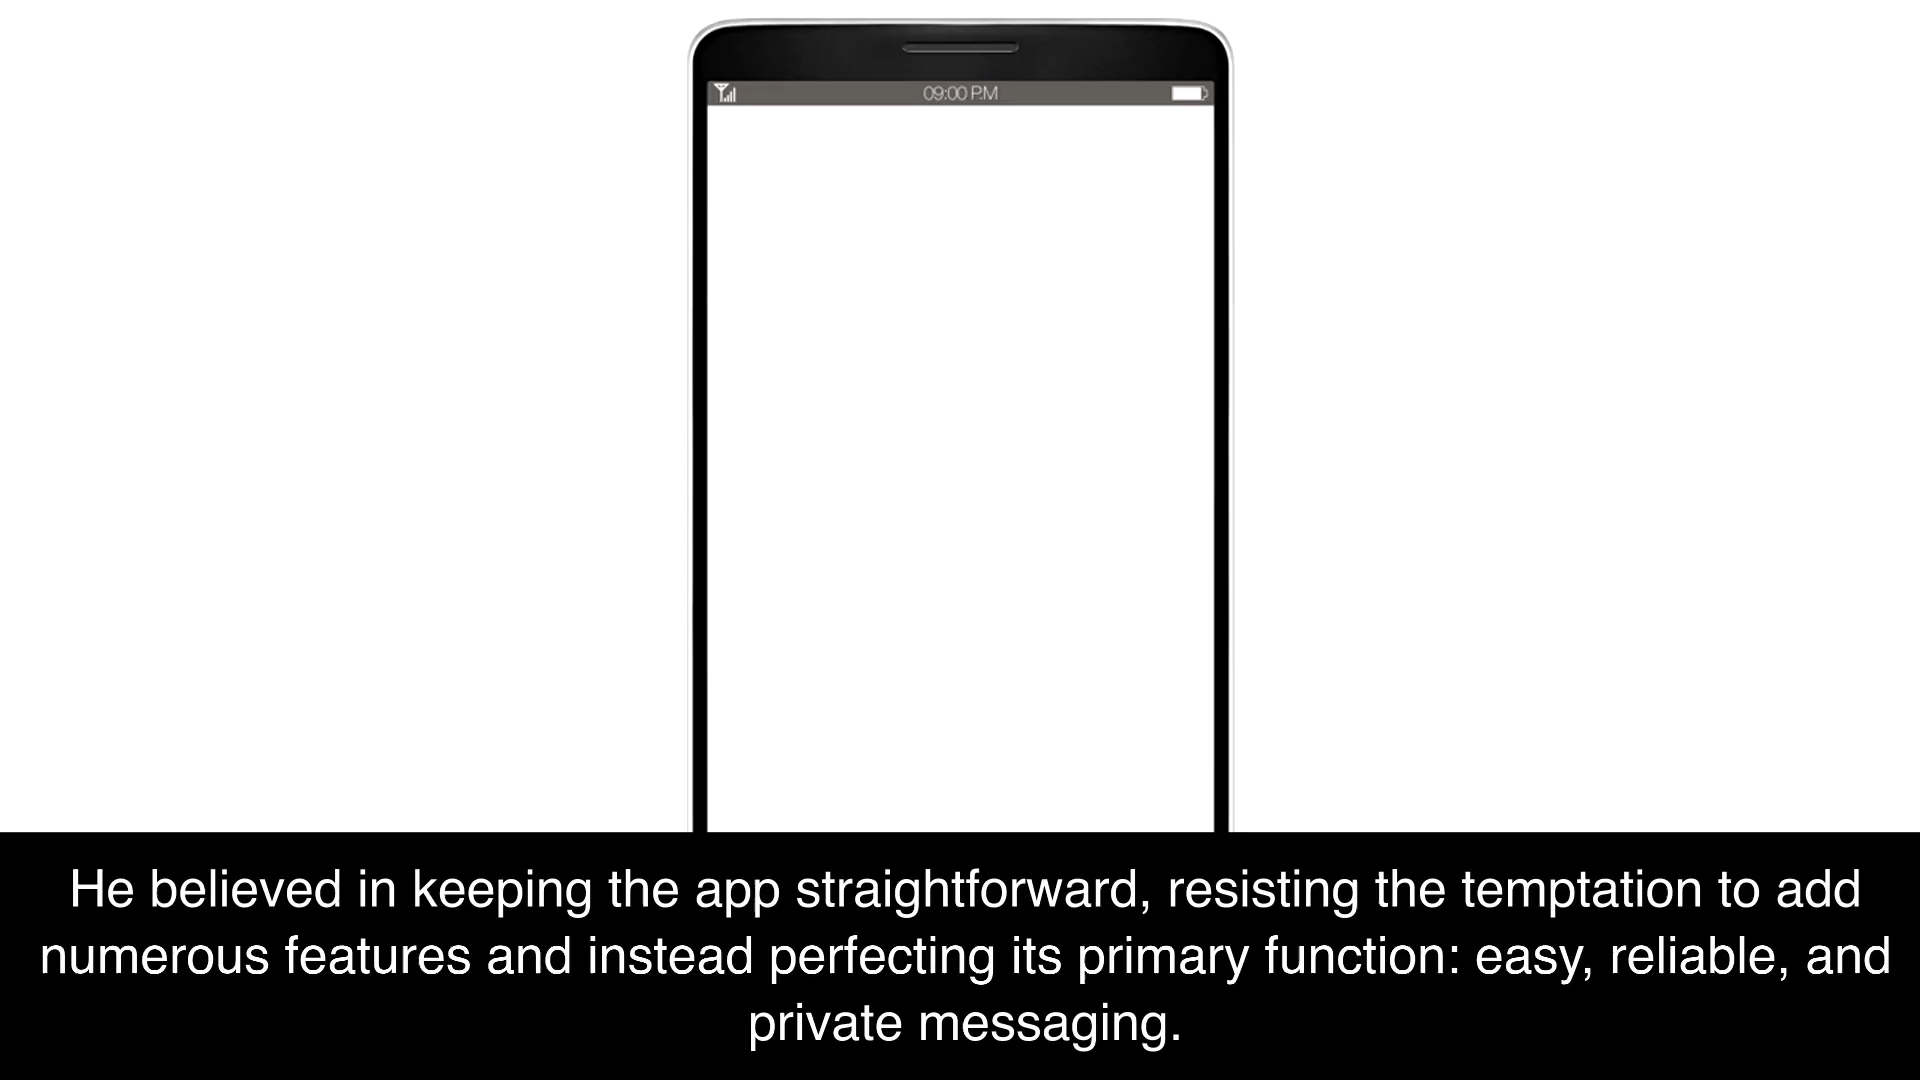 09:00 P.M
He believed in keeping the app straightforward, resisting the temptation to add
numerous features and instead perfecting its primary function: easy, reliable, and
private messaging.